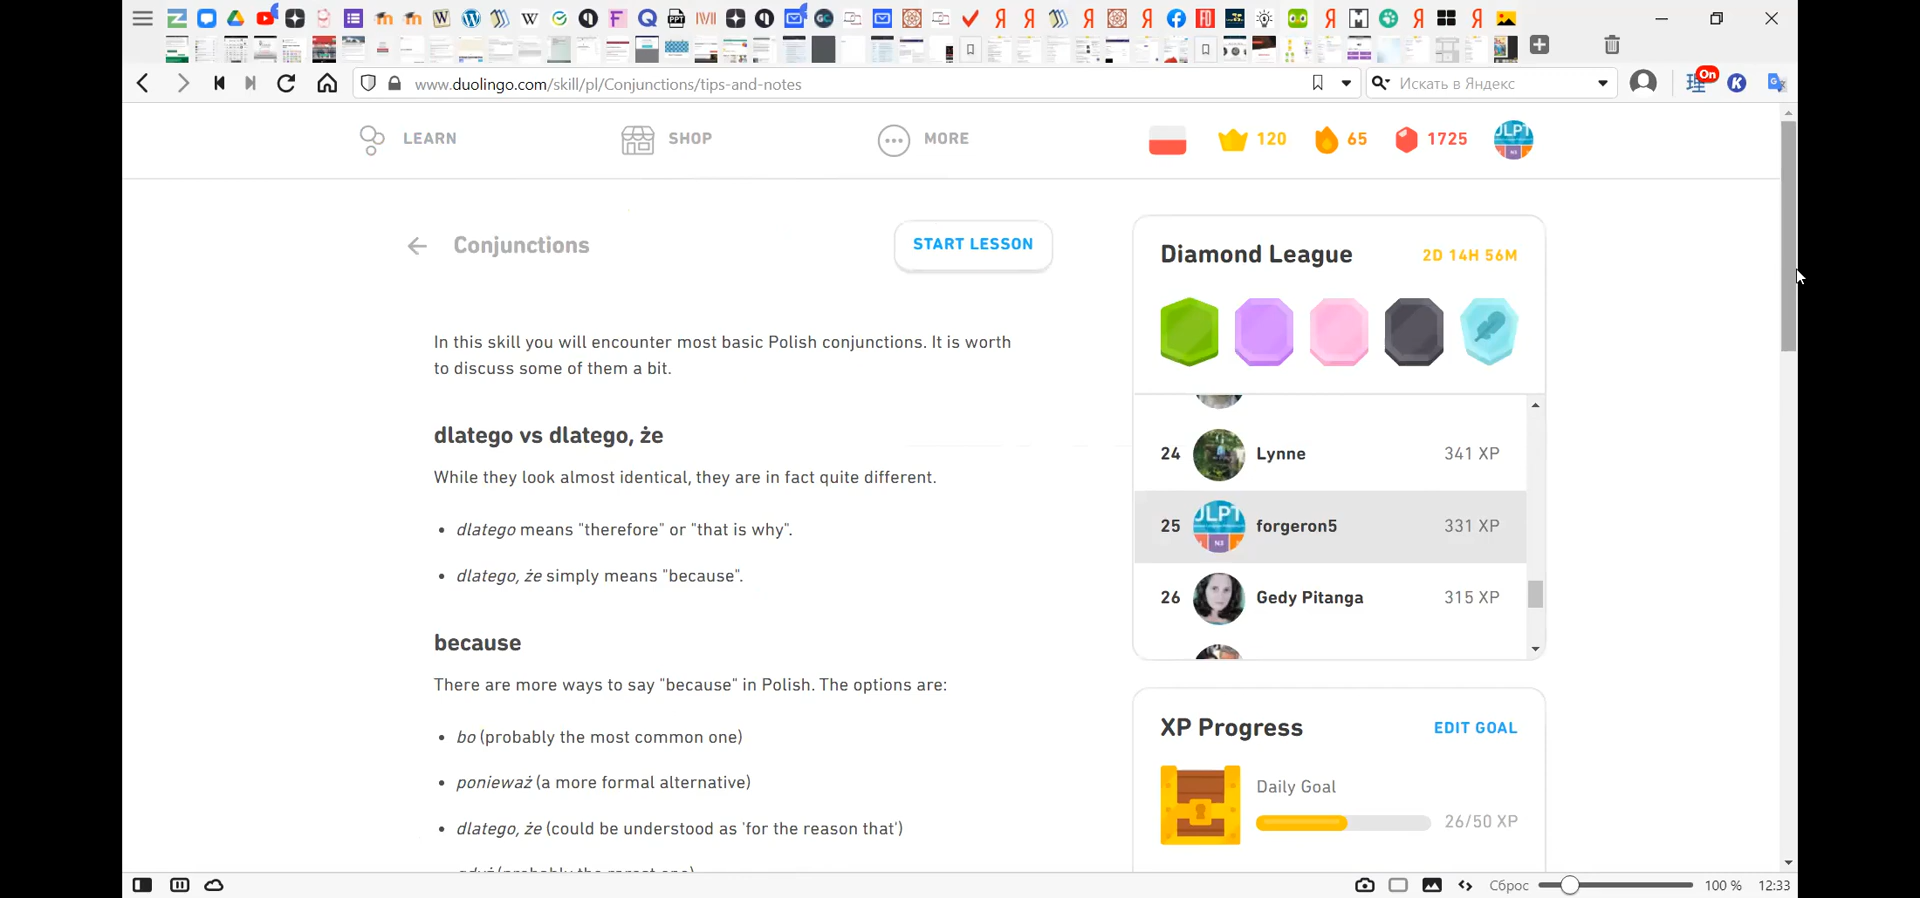 www.duolingo.com/skill/pl/Conjunctions/tips-and-notes
Искать в Яндекс
On
LEARN
SHOP
MORE
120
65
1725
Conjunctions
START LESSON
In this skill you will encounter most basic Polish conjunctions. It is worth
to discuss some of them a bit.
dlatego vs dlatego, że
While they look almost identical, they are in fact quite different.
• dlatego means "therefore" or "that is why".
• dlatego, że simply means "because".
because
There are more ways to say "because" in Polish. The options are:
• bo (probably the most common one)
• ponieważ (a more formal alternative)
• dlatego, że (could be understood as 'for the reason that')
Diamond League
2D 14H 56M
24 Lynne 341 XP
25 forgeron5 331 XP
26 Gedy Pitanga 315 XP
XP Progress
EDIT GOAL
Daily Goal
26/50 XP
Сброс
100 %
12:33